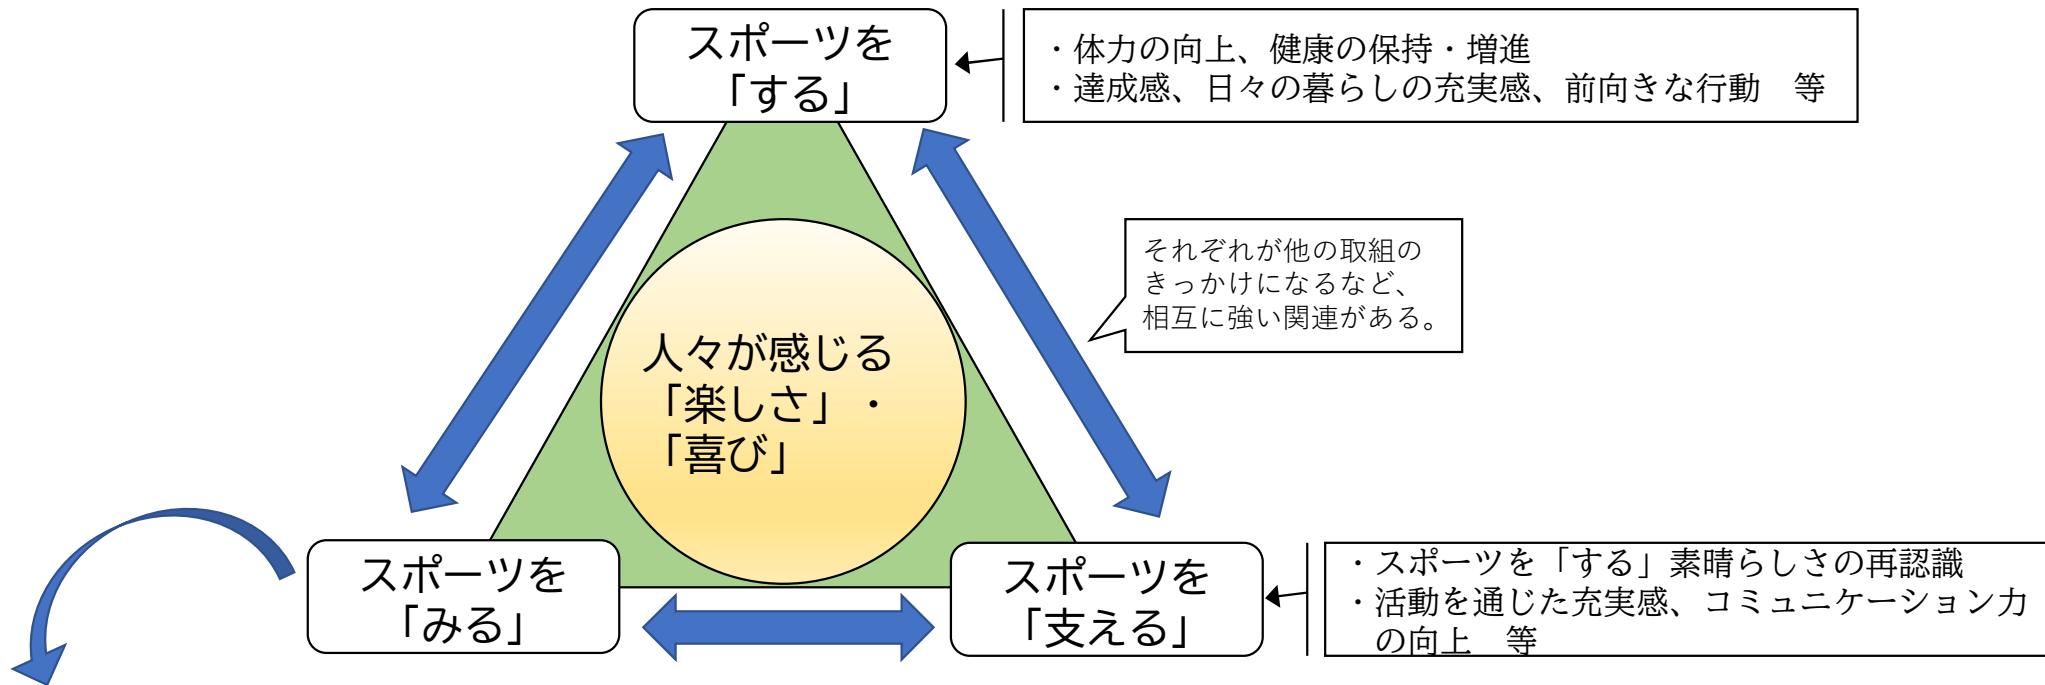 スポーツを
「する」
・体力の向上、健康の保持・増進
・達成感、日々の暮らしの充実感、前向きな行動　等
それぞれが他の取組の
きっかけになるなど、
相互に強い関連がある。
人々が感じる
「楽しさ」・
「喜び」
スポーツを
「みる」
スポーツを
「支える」
・スポーツを「する」素晴らしさの再認識
・活動を通じた充実感、コミュニケーション力
の向上　等